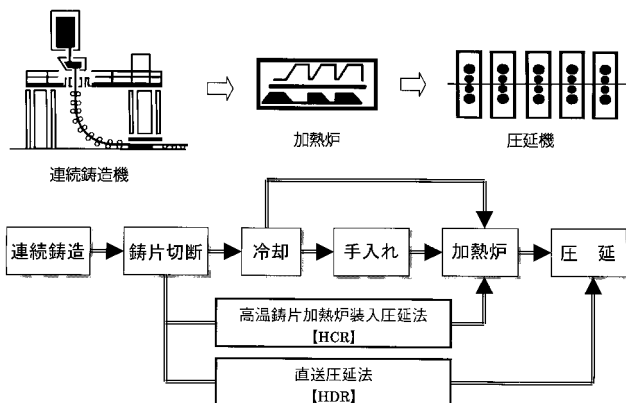 連続鋳造機
加熱炉
圧延機
連続鋳造
鋳片切断
冷却
手入れ
加熱炉
圧 延
高温鋳片加熱炉装入圧延法
【HCR】
直送圧延法
【HDR】